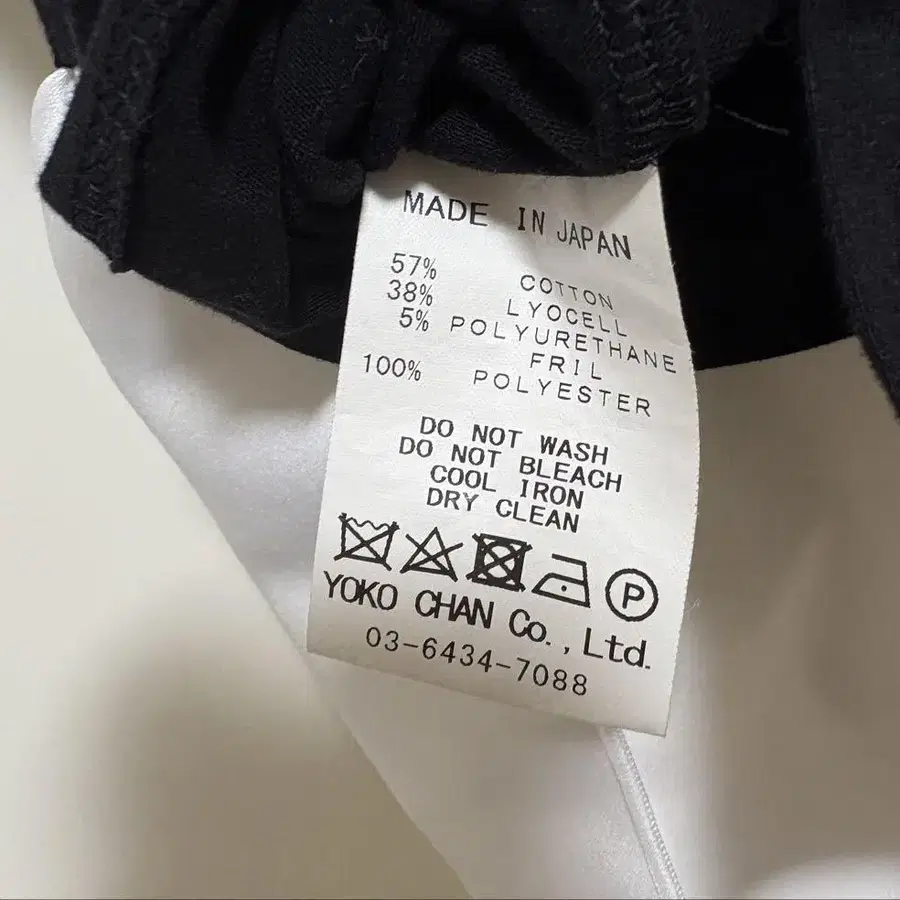 MADE IN JAPAN
57% COTTON
38% LYOCELL
5% POLYURETHANE
FRIL
100% POLYESTER
DO NOT WASH
DO NOT BLEACH
COOL IRON
DRY CLEAN
P
YOKO CHAN Co., Ltd.
03-6434-7088